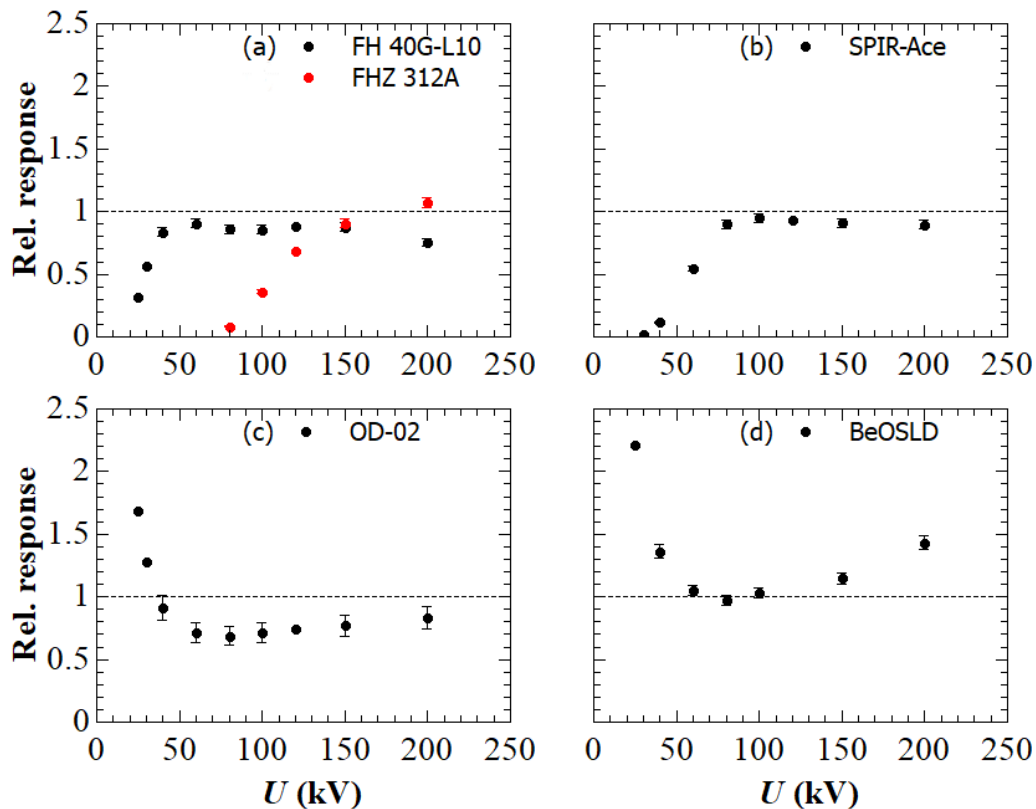 (a) FH 40G-L10
FHZ 312A
Rel. response
2.5
2
1.5
1
0.5
0
0 50 100 150 200 250
(b) SPIR-Ace
0 50 100 150 200 250
(c) OD-02
Rel. response
2.5
2
1.5
1
0.5
0
0 50 100 150 200 250
U (kV)
(d) BeOSLD
0 50 100 150 200 250
U (kV)